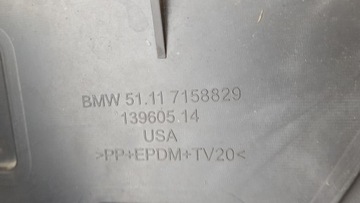 BMW 51.11 7158829
139605.14
USA
>PP+EPDM+TV20<